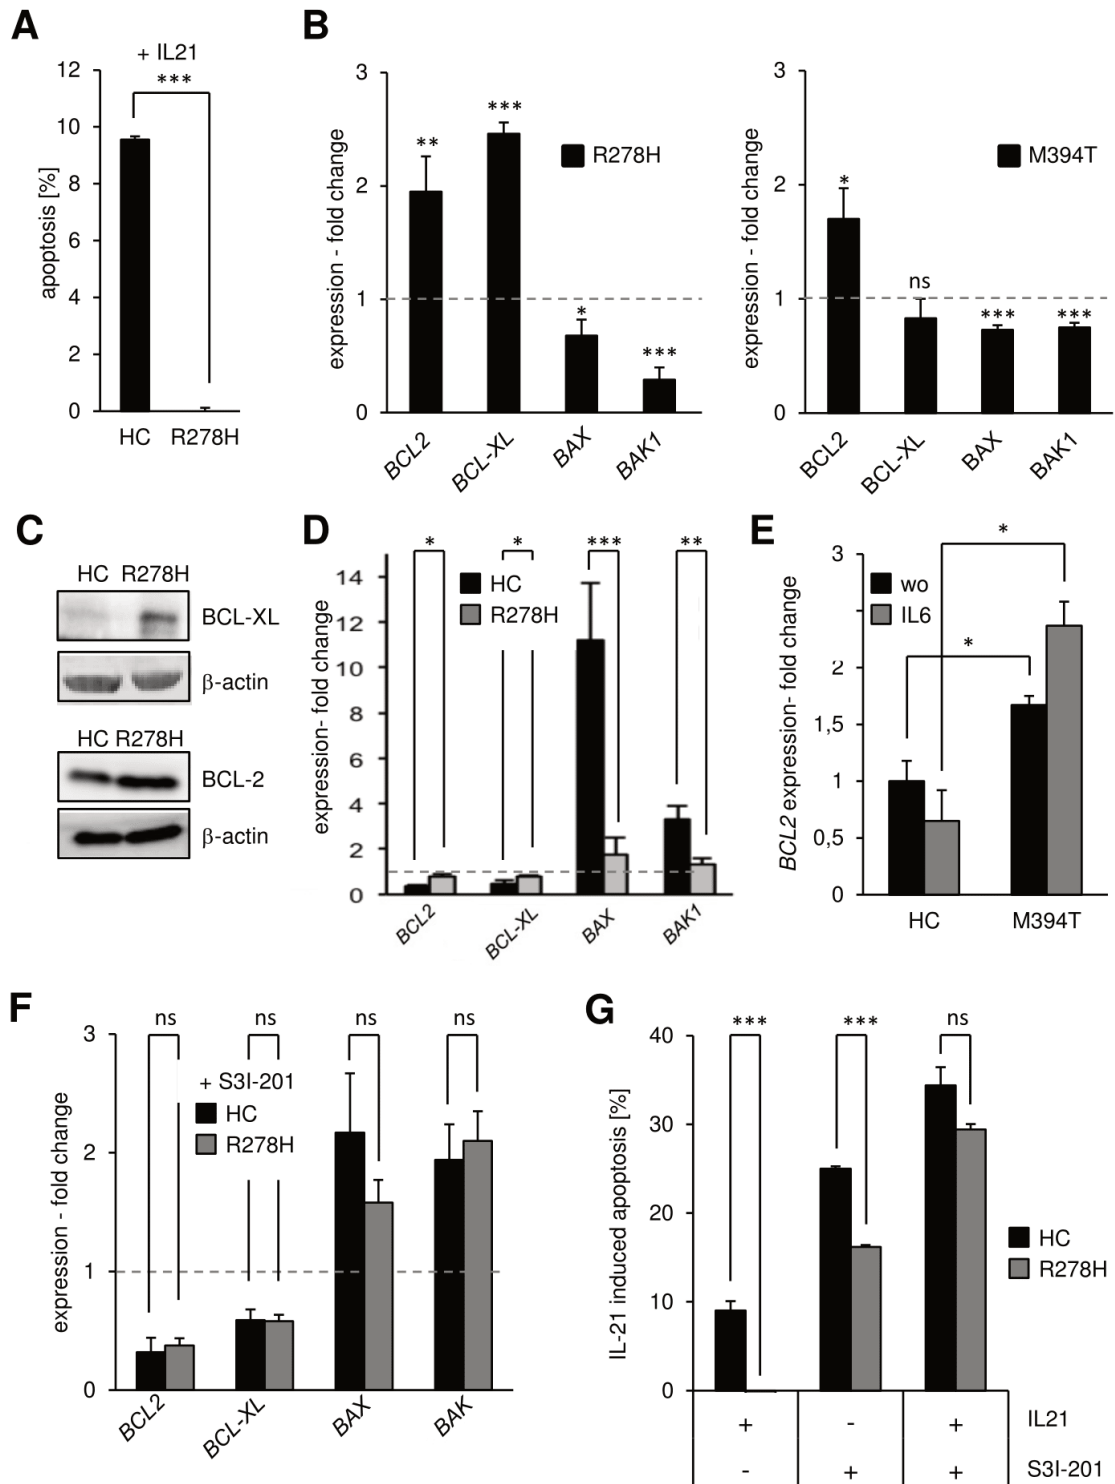 A
+ IL21
***
12
10
8
6
4
2
0
apoptosis [%]
HC R278H
B
3
2
1
0
expression - fold change
** *** * ***
R278H
BCL2 BCL-XL BAX BAK1
3
2
1
0
expression - fold change
* ns *** ***
M394T
BCL2 BCL-XL BAX BAK1
C
HC R278H
BCL-XL
β-actin
HC R278H
BCL-2
β-actin
D
* * *** **
HC
R278H
14
12
10
8
6
4
2
0
expression- fold change
BCL2 BCL-XL BAX BAK1
E
*
*
wo
IL6
3
2
1,5
1
0,5
0
BCL2 expression- fold change
HC M394T
F
ns ns ns ns
+ S3I-201
HC
R278H
3
2
1
0
expression - fold change
BCL2 BCL-XL BAX BAK
G
*** *** ns
40
30
20
10
0
IL-21 induced apoptosis [%]
HC
R278H
+ - + IL21
- + + S3I-201